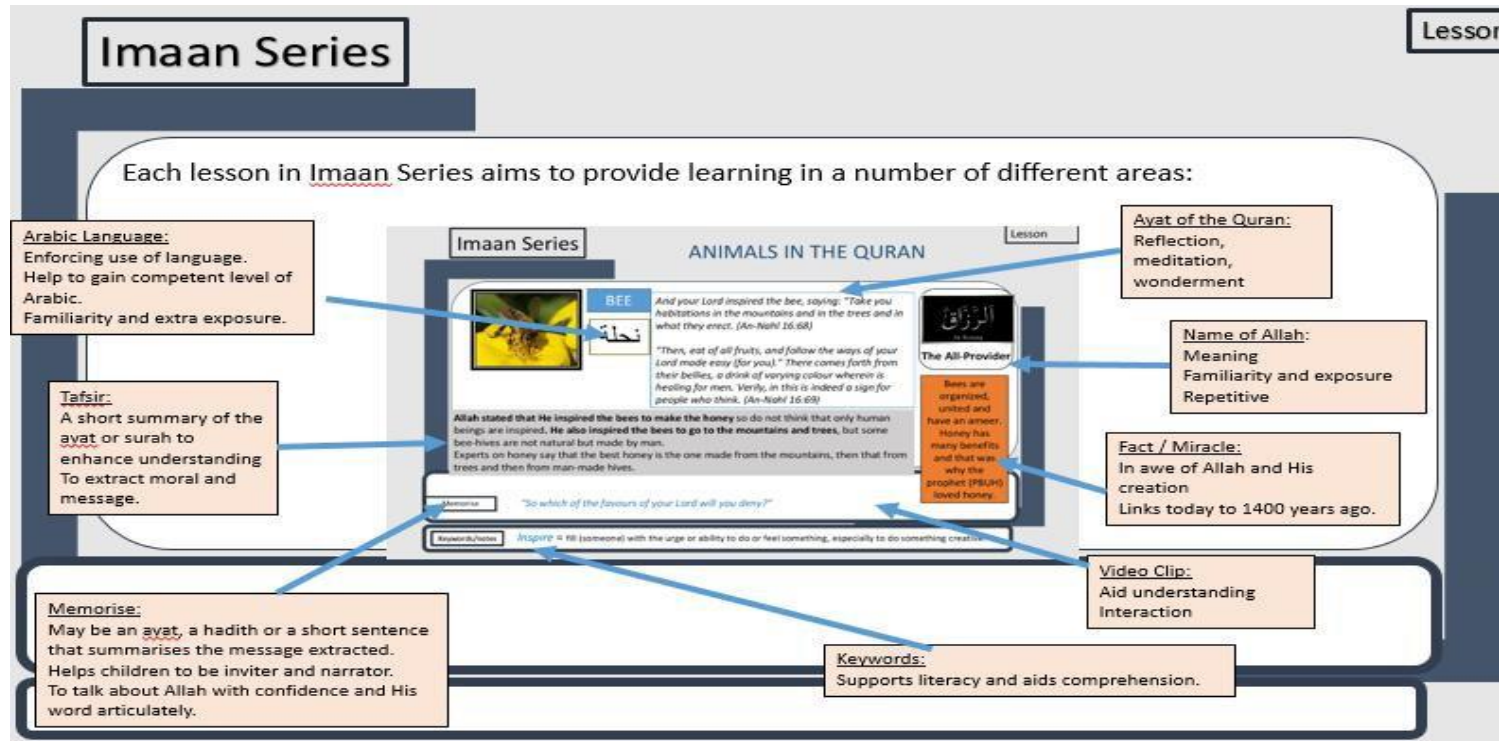 Imaan Series
Lesson
Each lesson in Imaan Series aims to provide learning in a number of different areas:
Arabic Language:
Enforcing use of language.
Help to gain competent level of
Arabic.
Familiarity and extra exposure.
Tafsir:
A short summary of the
ayat or surah to
enhance understanding
To extract moral and
message.
Memorise:
May be an ayat, a hadith or a short sentence
that summarises the message extracted.
Helps children to be inviter and narrator.
To talk about Allah with confidence and His
word articulately.
Imaan Series
ANIMALS IN THE QURAN
Lesson
BEE
نحلة
And your Lord inspired the bee, saying: "Take you
habitations in the mountains and in the trees and in
what they erect. (An-Nahl 16:68)
"Then, eat of all fruits, and follow the ways of your
Lord made easy (for you)." There comes forth from
their bellies, a drink of varying colour wherein is
healing for men. Verily, in this is indeed a sign for
people who think. (An-Nahl 16:69)
الرَّزَّاقُ
The All-Provider
Bees are
organized,
united and
have an ameer.
Honey has
many benefits
and that was
why the
prophet (PBUH)
loved honey.
Allah stated that He inspired the bees to make the honey so do not think that only human
beings are inspired. He also inspired the bees to go to the mountains and trees, but some
bee-hives are not natural but made by man.
Experts on honey say that the best honey is the one made from the mountains, then that from
trees and then from man-made hives.
Memorise
"So which of the favours of your Lord will you deny?"
Keywords/notes
Inspire = fill (someone) with the urge or ability to do or feel something, especially to do something creative
Ayat of the Quran:
Reflection,
meditation,
wonderment
Name of Allah:
Meaning
Familiarity and exposure
Repetitive
Fact / Miracle:
In awe of Allah and His
creation
Links today to 1400 years ago.
Video Clip:
Aid understanding
Interaction
Keywords:
Supports literacy and aids comprehension.